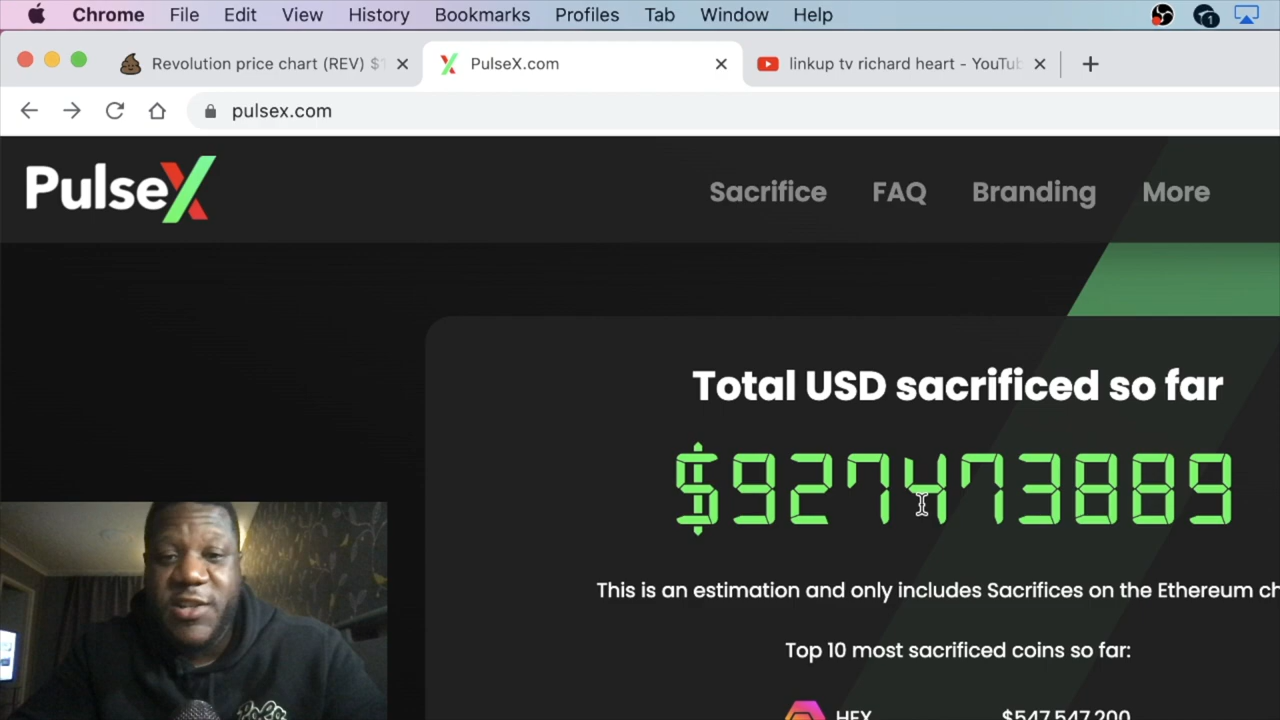 Chrome File Edit View History Bookmarks Profiles Tab Window Help
1
Revolution price chart (REV) $1
PulseX.com
linkup tv richard heart - YouTub
pulsex.com
PulseX
Sacrifice FAQ Branding More
Total USD sacrificed so far
$927473889
This is an estimation and only includes Sacrifices on the Ethereum ch
Top 10 most sacrificed coins so far:
HEX $547,547,200